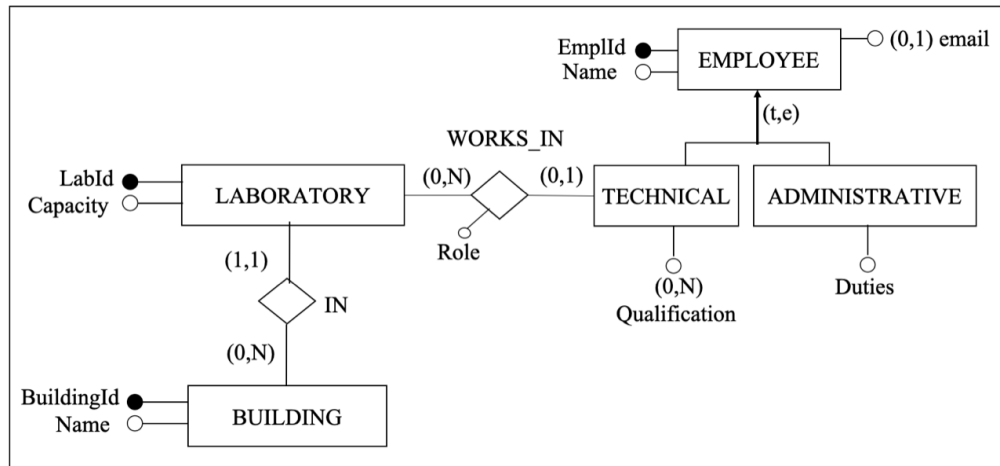 EmplId
Name
EMPLOYEE
(0,1) email
(t,e)
WORKS_IN
LabId
Capacity
LABORATORY
(0,N)
(0,1)
TECHNICAL
ADMINISTRATIVE
Role
(1,1)
IN
(0,N)
Qualification
Duties
(0,N)
BuildingId
Name
BUILDING